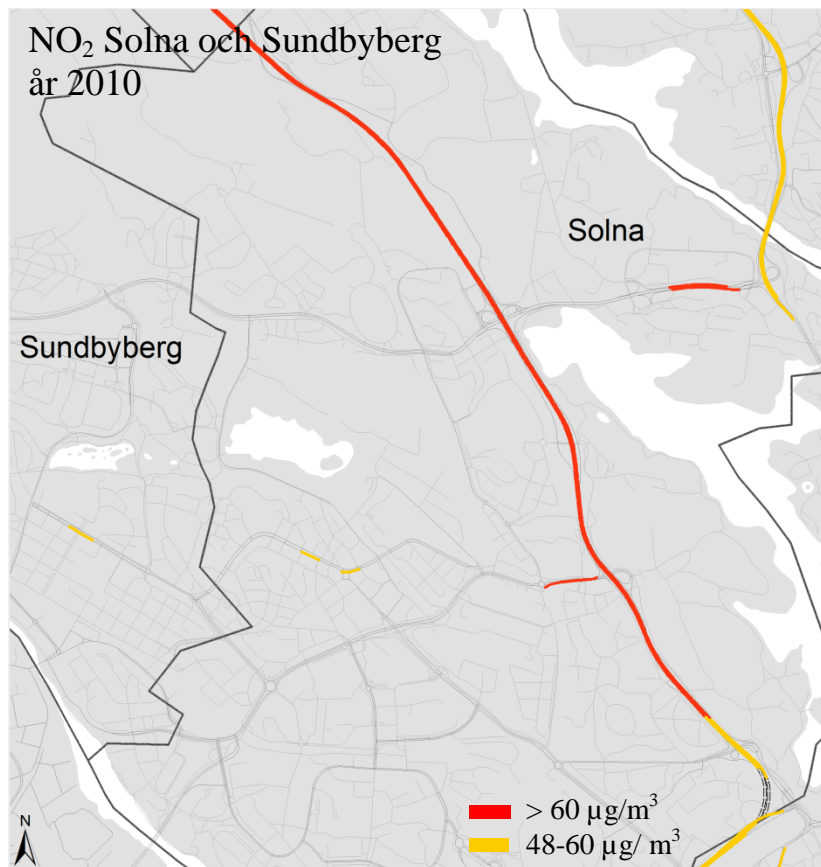 NO₂ Solna och Sundbyberg
år 2010
Solna
Sundbyberg
> 60 µg/m³
48-60 µg/ m³
N